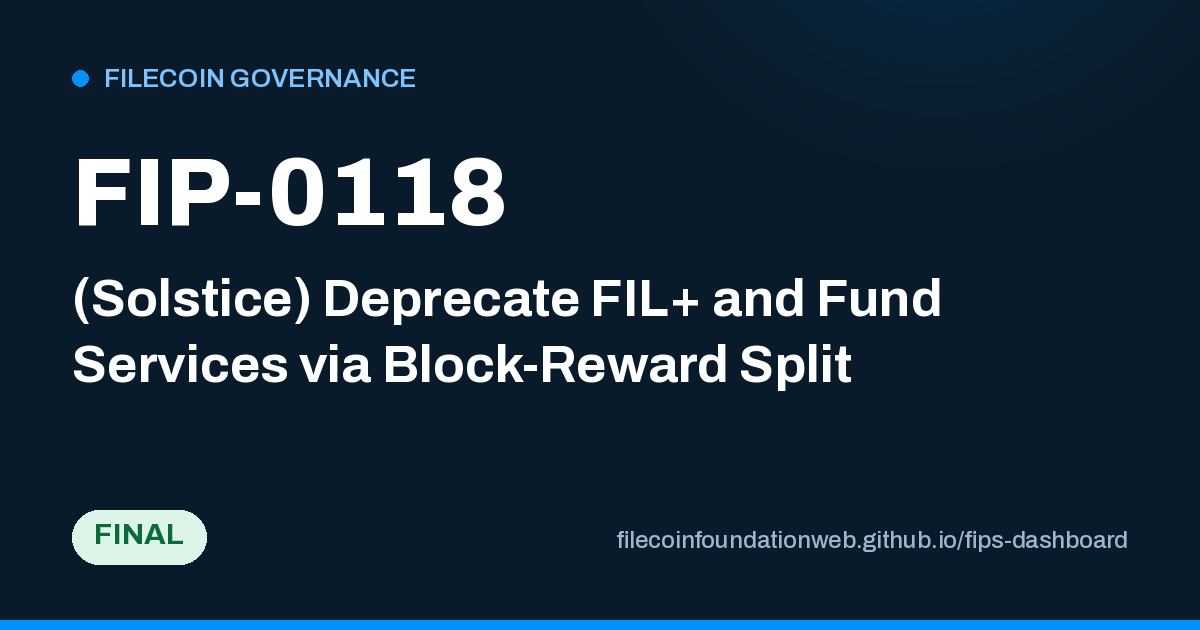 FILECOIN GOVERNANCE
FIP-0118
(Solstice) Deprecate FIL+ and Fund
Services via Block-Reward Split
FINAL
filecoinfoundationweb.github.io/fips-dashboard